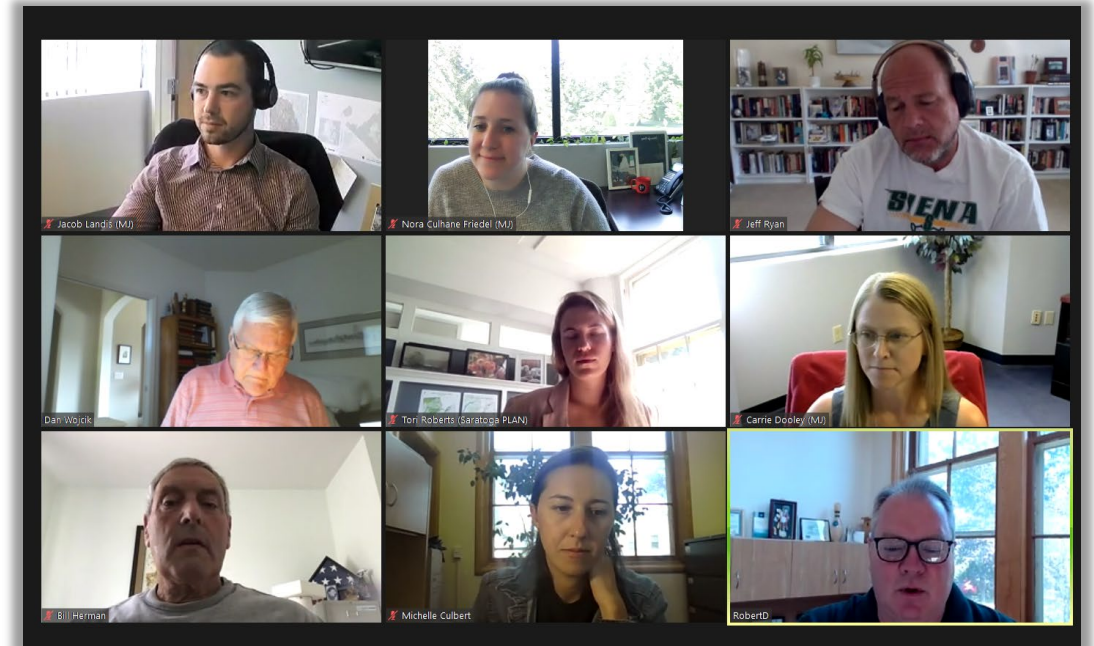 Jacob Landis (MJ)
Nora Culhane Friedel (MJ)
SIENA
Jeff Ryan
Dan Wojcik
Tori Roberts (Saratoga PLAN)
Carrie Dooley (MJ)
Bill Herman
Michelle Culbert
RobertD